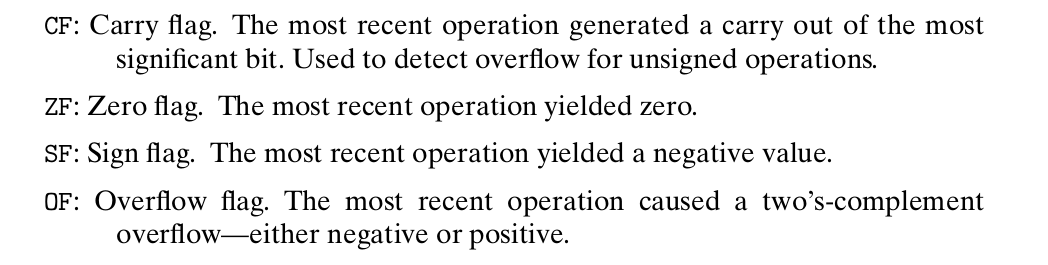 CF: Carry flag. The most recent operation generated a carry out of the most
significant bit. Used to detect overflow for unsigned operations.
ZF: Zero flag. The most recent operation yielded zero.
SF: Sign flag. The most recent operation yielded a negative value.
OF: Overflow flag. The most recent operation caused a two’s-complement
overflow—either negative or positive.